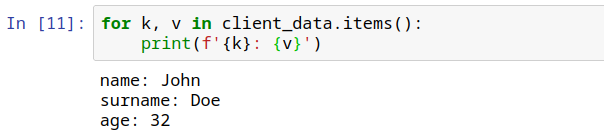 In [11]: for k, v in client_data.items():
print(f'{k}: {v}')
name: John
surname: Doe
age: 32